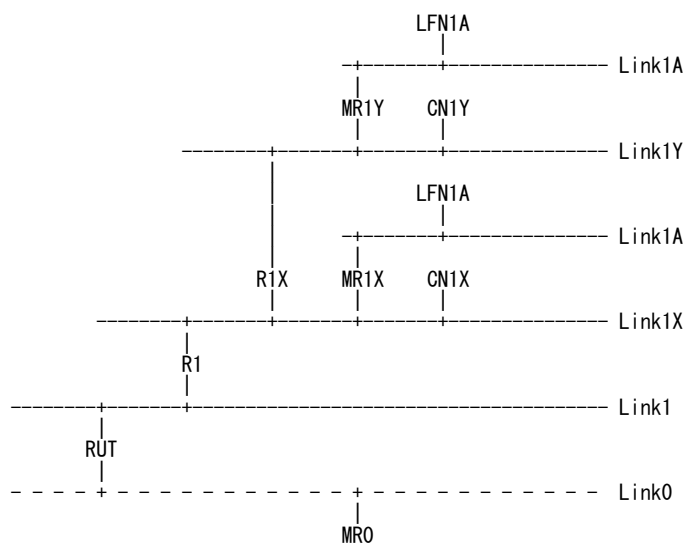 LFN1A
Link1A
MR1Y CN1Y
Link1Y
LFN1A
Link1A
R1X MR1X CN1X
Link1X
R1
Link1
RUT
Link0
MR0